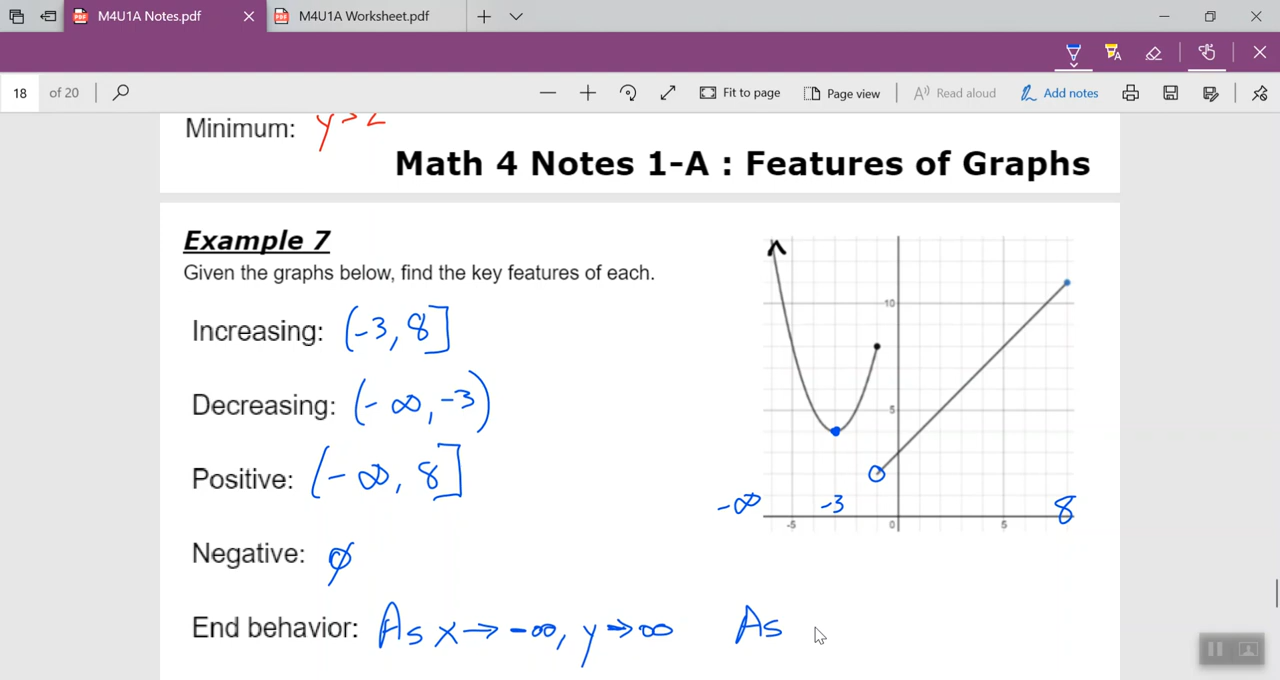 M4U1A Notes.pdf
M4U1A Worksheet.pdf
18 of 20
Fit to page
Page view
Read aloud
Add notes
Minimum:
Math 4 Notes 1-A : Features of Graphs
Example 7
Given the graphs below, find the key features of each.
Increasing: (-3, 8]
Decreasing: (-∞, -3)
Positive: (-∞, 8]
Negative: ∅
End behavior: As x → -∞, y → ∞ As
10
5
-∞ -3 8
-5 0 5